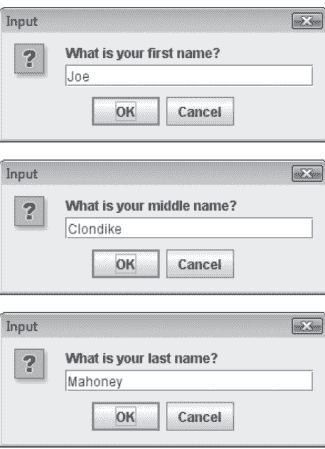 Input
What is your first name?
Joe
OK Cancel
Input
What is your middle name?
Clondike
OK Cancel
Input
What is your last name?
Mahoney
OK Cancel